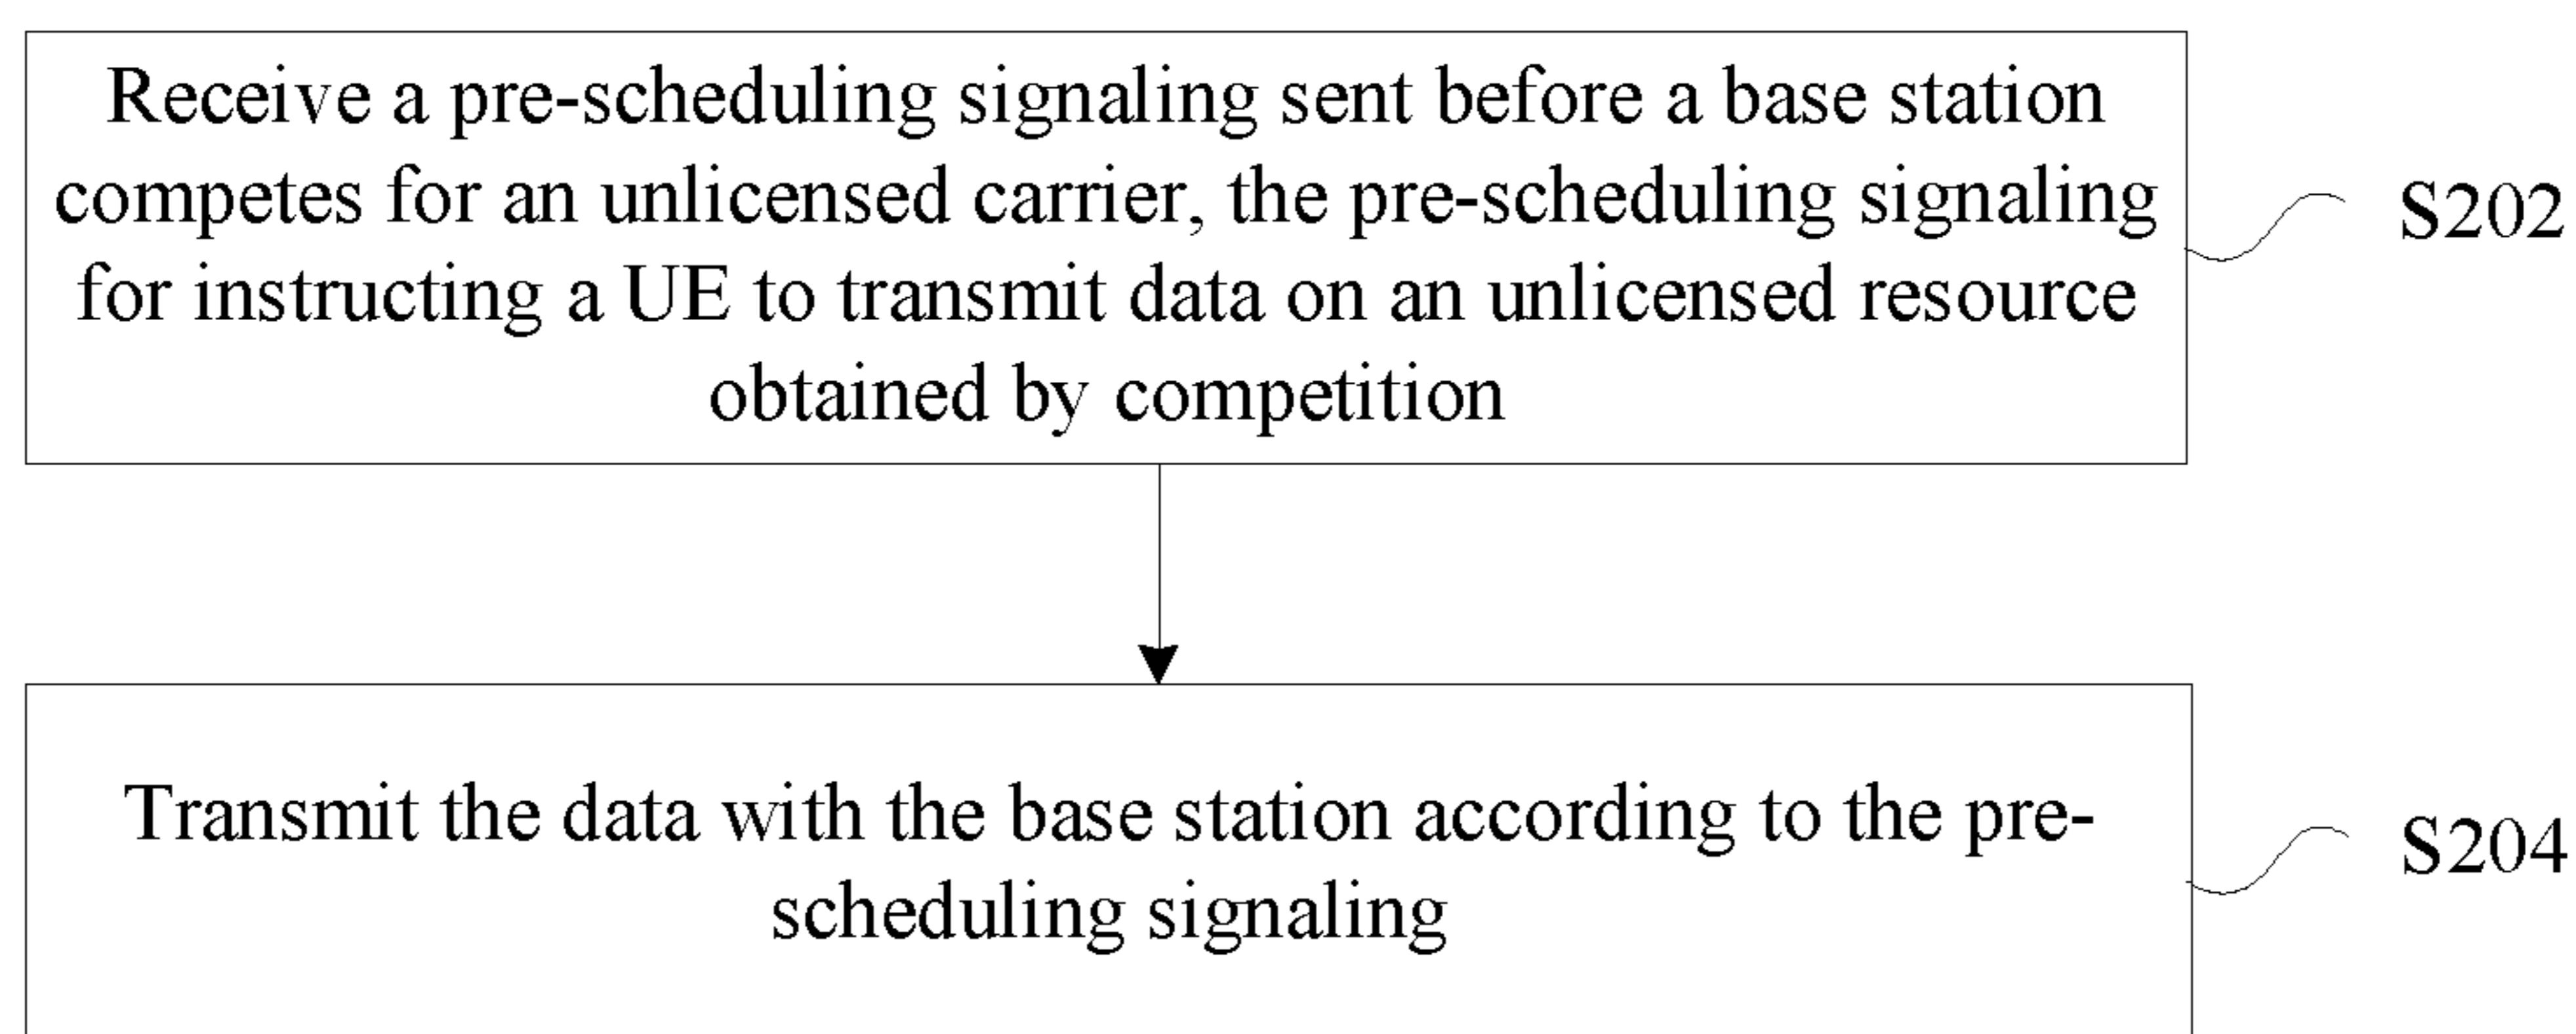 Receive a pre-scheduling signaling sent before a base station
competes for an unlicensed carrier, the pre-scheduling signaling
for instructing a UE to transmit data on an unlicensed resource
obtained by competition
S202
Transmit the data with the base station according to the pre-
scheduling signaling
S204